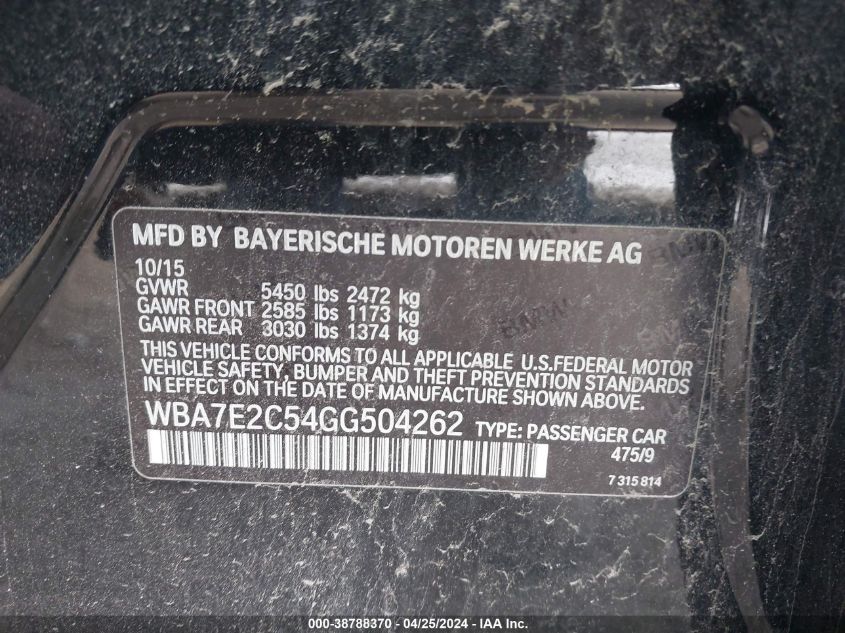 MFD BY BAYERISCHE MOTOREN WERKE AG
10/15
GVWR 5450 lbs 2472 kg
GAWR FRONT 2585 lbs 1173 kg
GAWR REAR 3030 lbs 1374 kg
THIS VEHICLE CONFORMS TO ALL APPLICABLE U.S.FEDERAL MOTOR
VEHICLE SAFETY, BUMPER AND THEFT PREVENTION STANDARDS
IN EFFECT ON THE DATE OF MANUFACTURE SHOWN ABOVE.
WBA7E2C54GG504262 TYPE: PASSENGER CAR
475/9
7 315 814
BMW
000-38788370 - 04/25/2024 - IAA Inc.